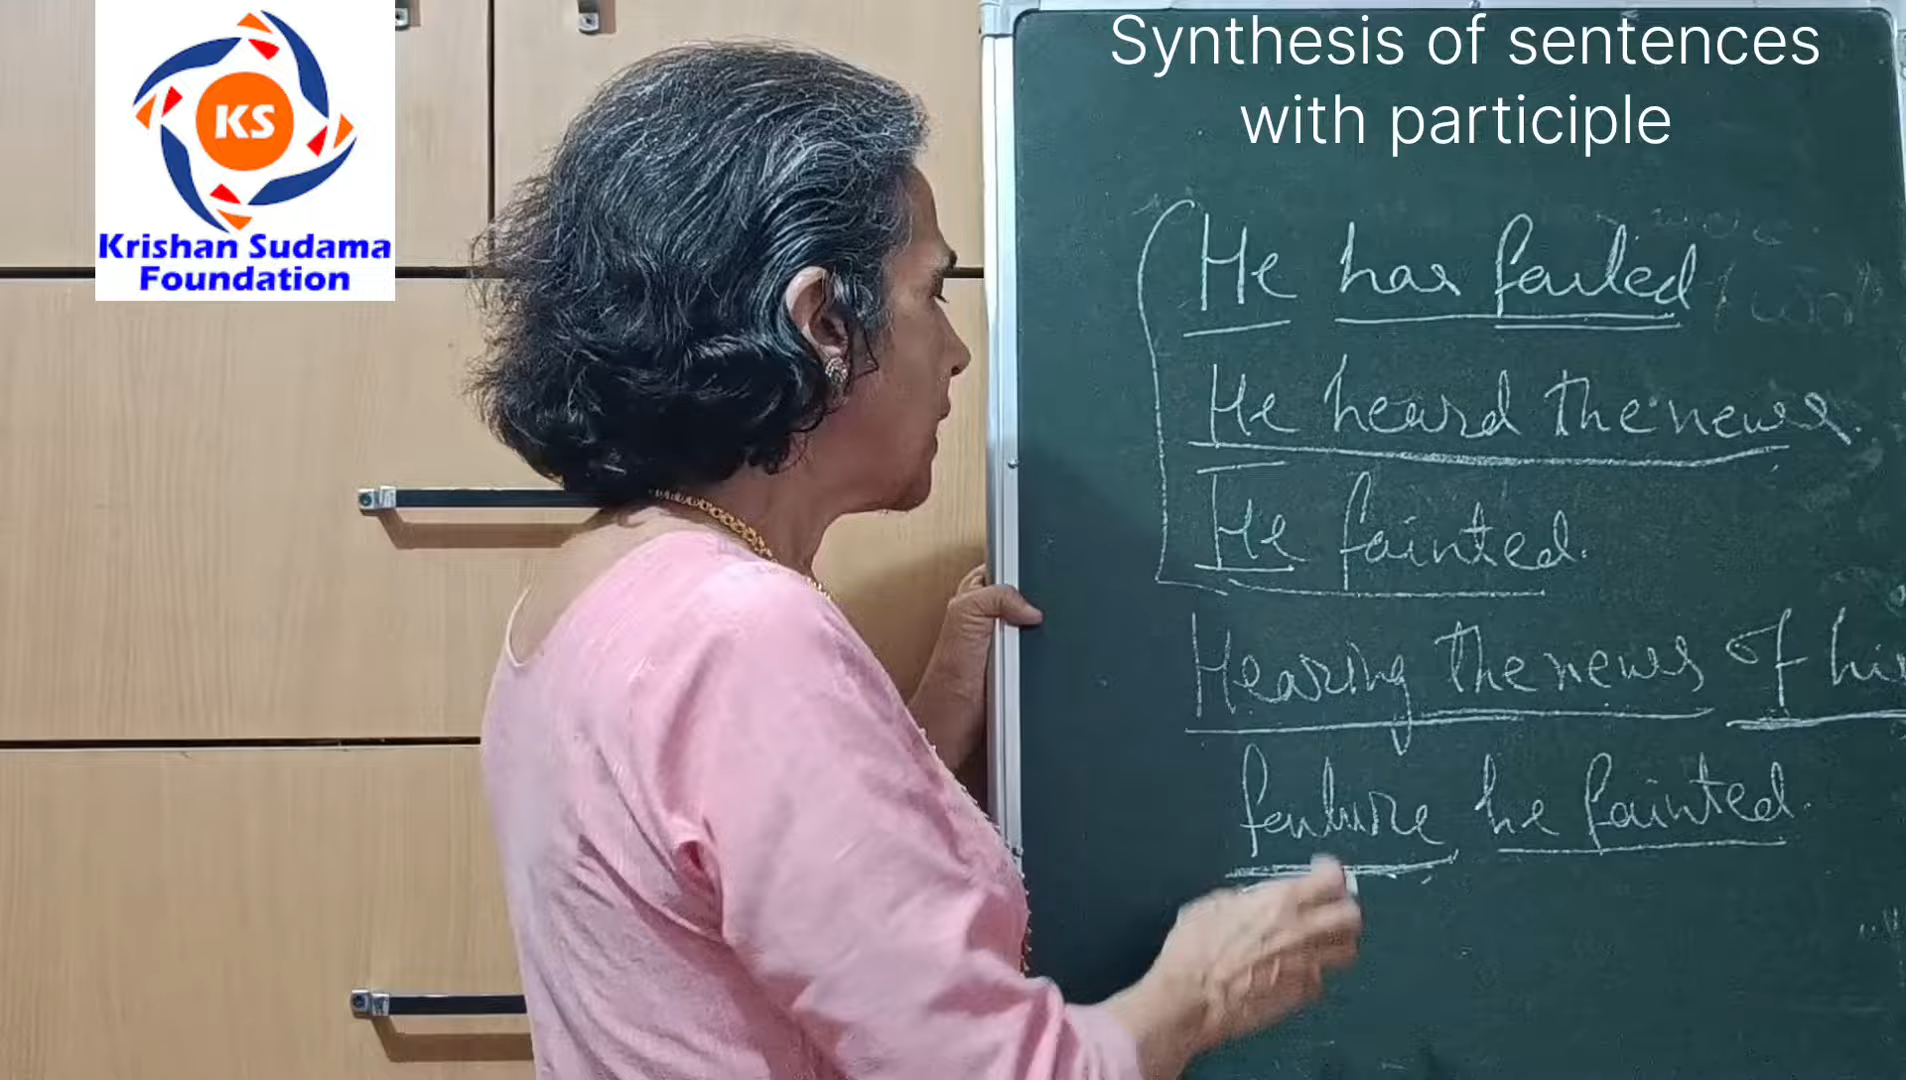 KS
Krishan Sudama
Foundation
Synthesis of sentences
with participle
He has failed
He heard the news.
He fainted.
Hearing the news of his
failure he fainted.